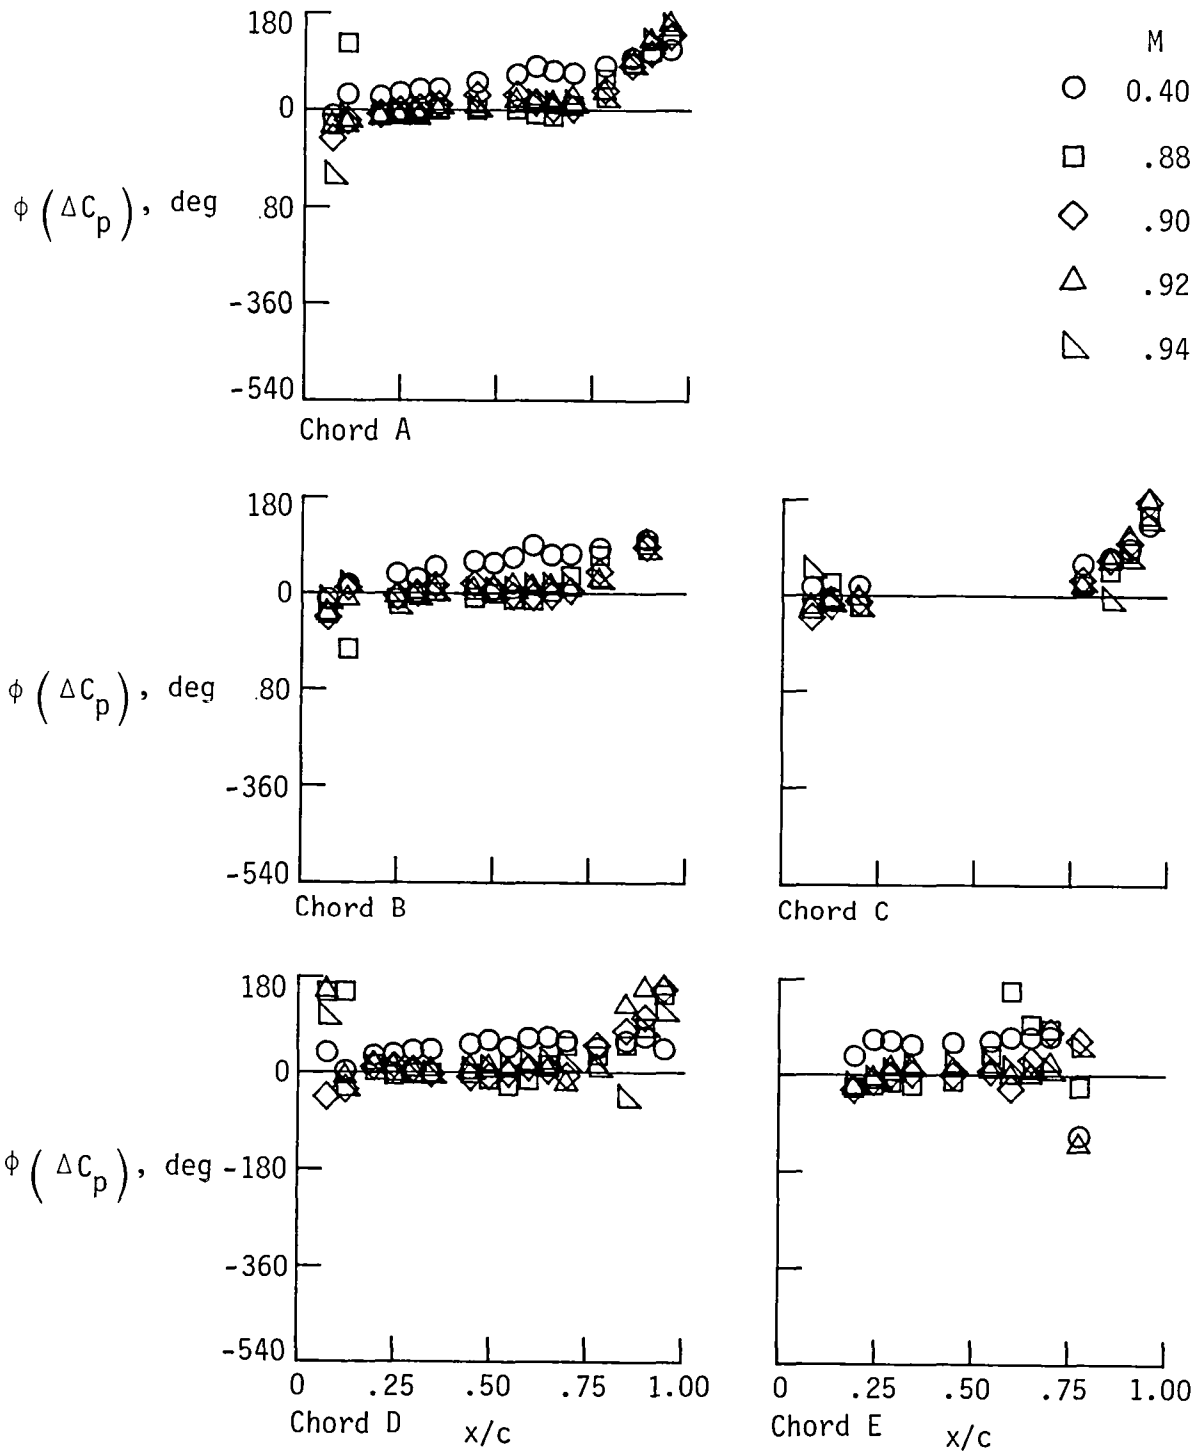 180
0
φ ( ΔCp ), deg
.80
-360
-540
Chord A
M
0.40
.88
.90
.92
.94
180
0
φ ( ΔCp ), deg
.80
-360
-540
Chord B
Chord C
180
0
φ ( ΔCp ), deg
-180
-360
-540
0 .25 .50 .75 1.00
Chord D x/c
0 .25 .50 .75 1.00
Chord E x/c